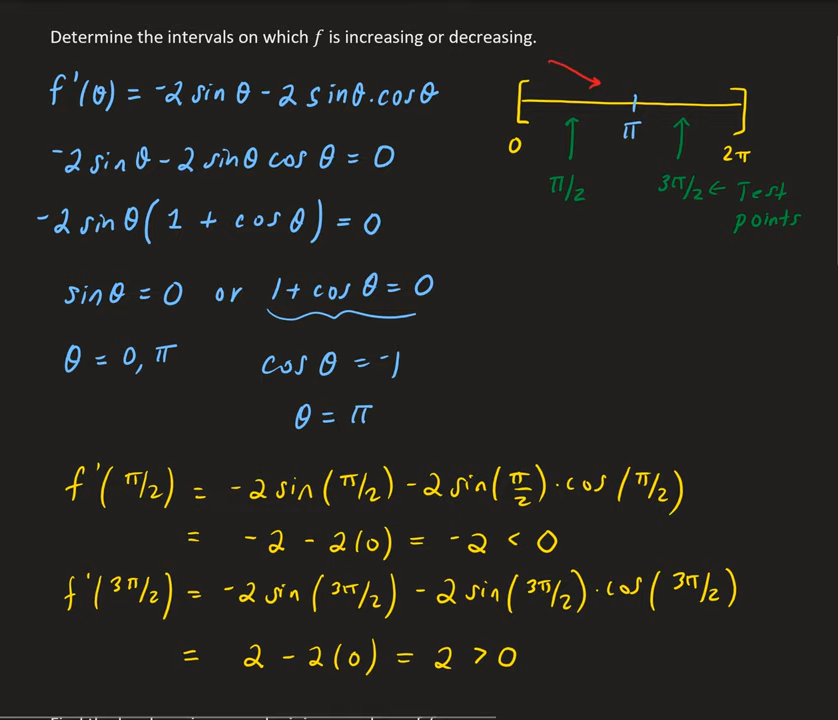 Determine the intervals on which f is increasing or decreasing.
f'(θ) = -2 sin θ - 2 sinθ.cosθ
-2 sin θ - 2 sinθ cos θ = 0
-2 sin θ ( 1 + cos θ ) = 0
sin θ = 0 or 1 + cos θ = 0
θ = 0, π cos θ = -1
θ = π
0 π 2π
π/2 3π/2 ← Test
points
f'(π/2) = -2 sin(π/2) - 2 sin(π/2)·cos(π/2)
= -2 - 2(0) = -2 < 0
f'(3π/2) = -2 sin(3π/2) - 2 sin(3π/2)·cos(3π/2)
= 2 - 2(0) = 2 > 0